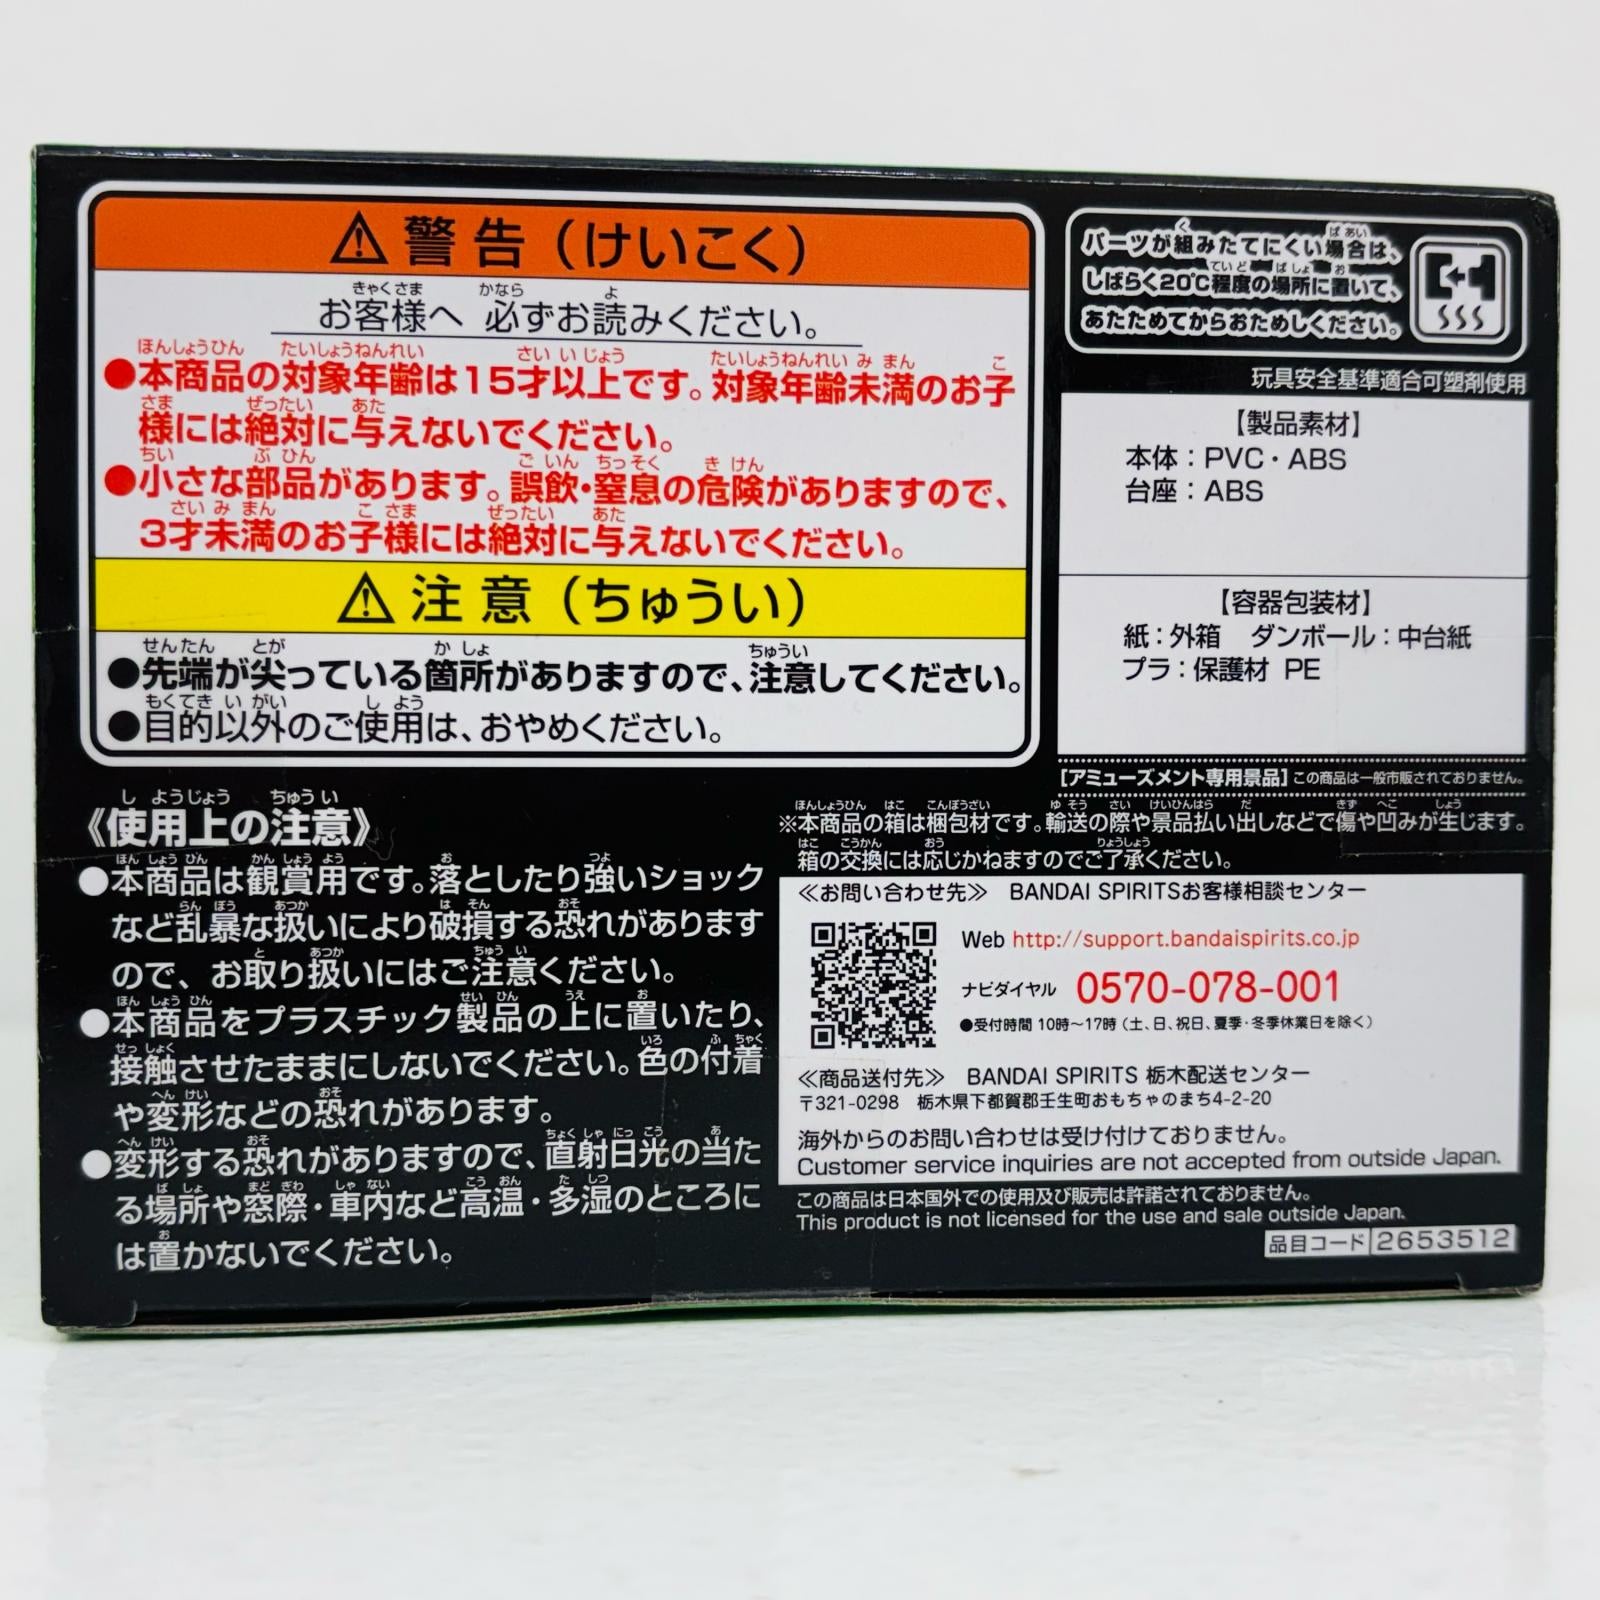 ⚠ 警告（けいこく）
お客様へ 必ずお読みください。
●本商品の対象年齢は15才以上です。対象年齢未満のお子
様には絶対に与えないでください。
●小さな部品があります。誤飲・窒息の危険がありますので、
3才未満のお子様には絶対に与えないでください。
⚠ 注意（ちゅうい）
●先端が尖っている箇所がありますので、注意してください。
●目的以外のご使用は、おやめください。
《使用上の注意》
●本商品は観賞用です。落としたり強いショック
など乱暴な扱いにより破損する恐れがあります
ので、お取り扱いにはご注意ください。
●本商品をプラスチック製品の上に置いたり、
接触させたままにしないでください。色の付着
や変形などの恐れがあります。
●変形する恐れがありますので、直射日光の当た
る場所や窓際・車内など高温・多湿のところに
は置かないでください。
パーツが組みたてにくい場合は、
しばらく20℃程度の場所に置いて、
あたためてからおためしください。
玩具安全基準適合可塑剤使用
【製品素材】
本体：PVC・ABS
台座：ABS
【容器包装材】
紙：外箱 ダンボール：中台紙
プラ：保護材 PE
[アミューズメント専用景品] この商品は一般市販されておりません。
※本商品の箱は梱包材です。輸送の際や景品払い出しなどで傷や凹みが生じます。
箱の交換には応じかねますのでご了承ください。
≪お問い合わせ先≫ BANDAI SPIRITSお客様相談センター
Web http://support.bandaispirits.co.jp
ナビダイヤル 0570-078-001
●受付時間 10時～17時（土、日、祝日、夏季・冬季休業日を除く）
≪商品送付先≫ BANDAI SPIRITS 栃木配送センター
〒321-0298 栃木県下都賀郡壬生町おもちゃのまち4-2-20
海外からのお問い合わせは受け付けておりません。
Customer service inquiries are not accepted from outside Japan.
この商品は日本国外での使用及び販売は許諾されておりません。
This product is not licensed for the use and sale outside Japan.
品目コード 2653512